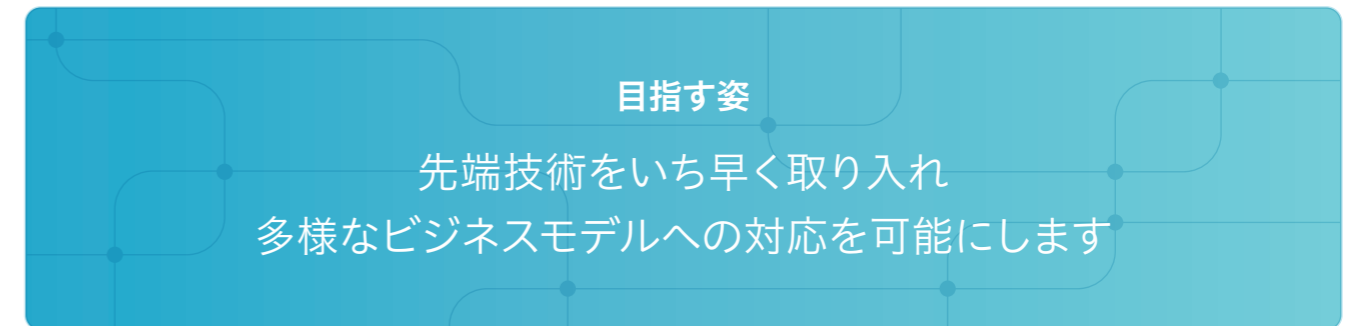 目指す姿
先端技術をいち早く取り入れ
多様なビジネスモデルへの対応を可能にします